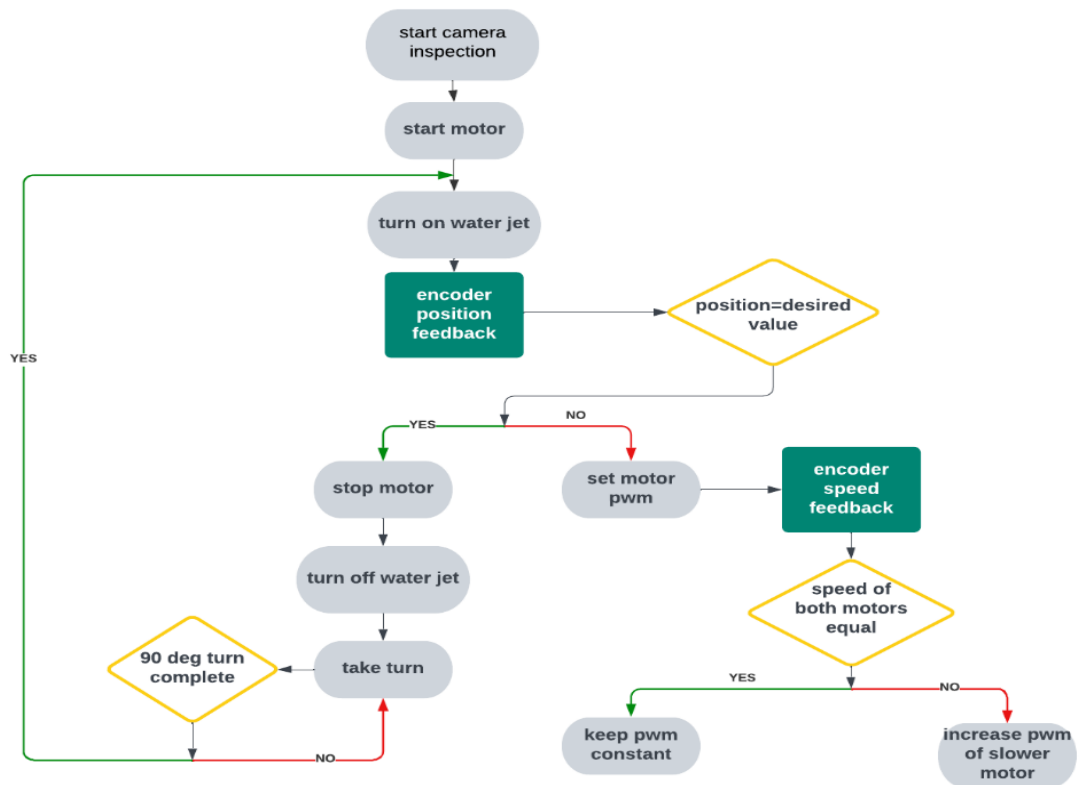 start camera
inspection
start motor
turn on water jet
encoder
position
feedback
position=desired
value
YES
YES
NO
stop motor
set motor
pwm
encoder
speed
feedback
turn off water jet
speed of
both motors
equal
90 deg turn
complete
take turn
YES
NO
keep pwm
constant
increase pwm
of slower
motor
NO